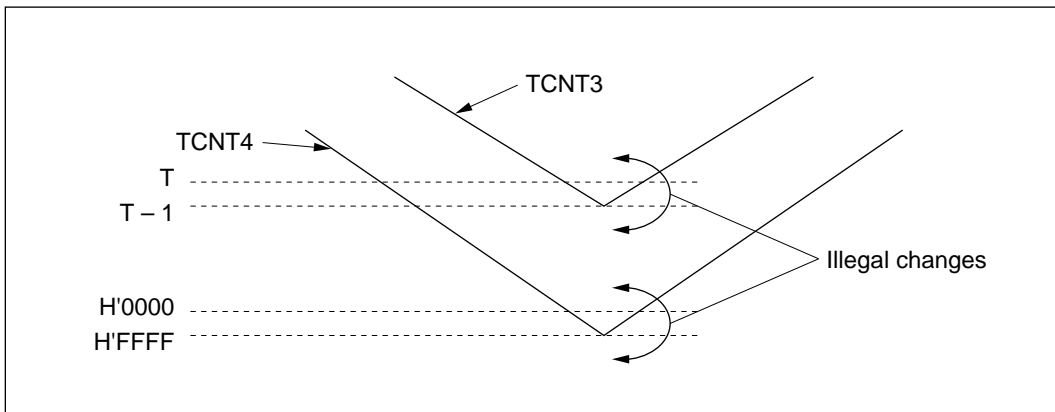 TCNT3
TCNT4
T
T – 1
Illegal changes
H'0000
H'FFFF